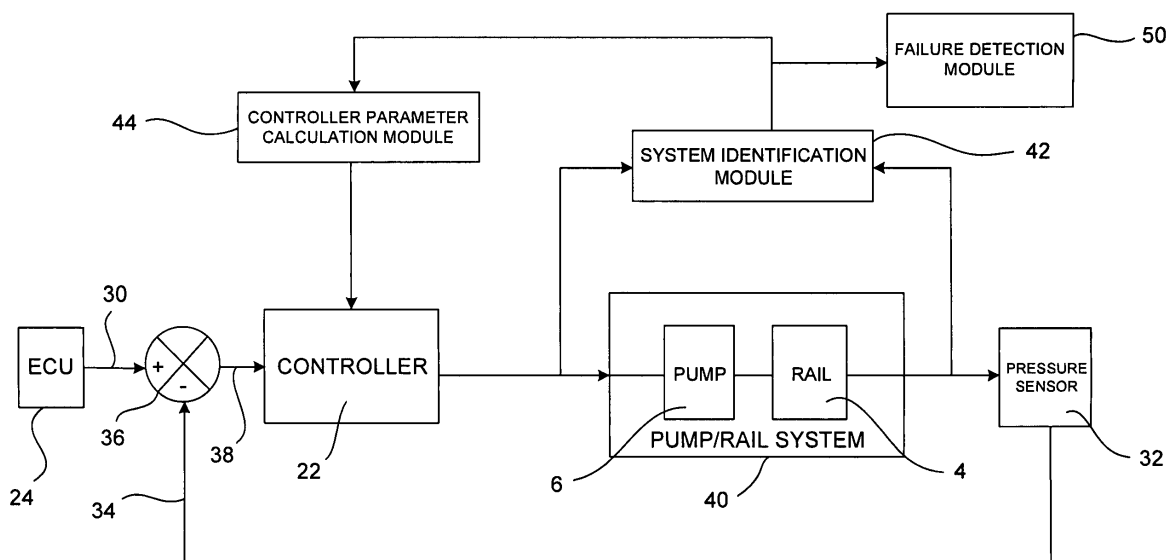 50
FAILURE DETECTION
MODULE
44
CONTROLLER PARAMETER
CALCULATION MODULE
SYSTEM IDENTIFICATION
MODULE
42
30
ECU
+
-
36
38
24
34
CONTROLLER
22
PUMP
RAIL
PUMP/RAIL SYSTEM
6
4
40
PRESSURE
SENSOR
32